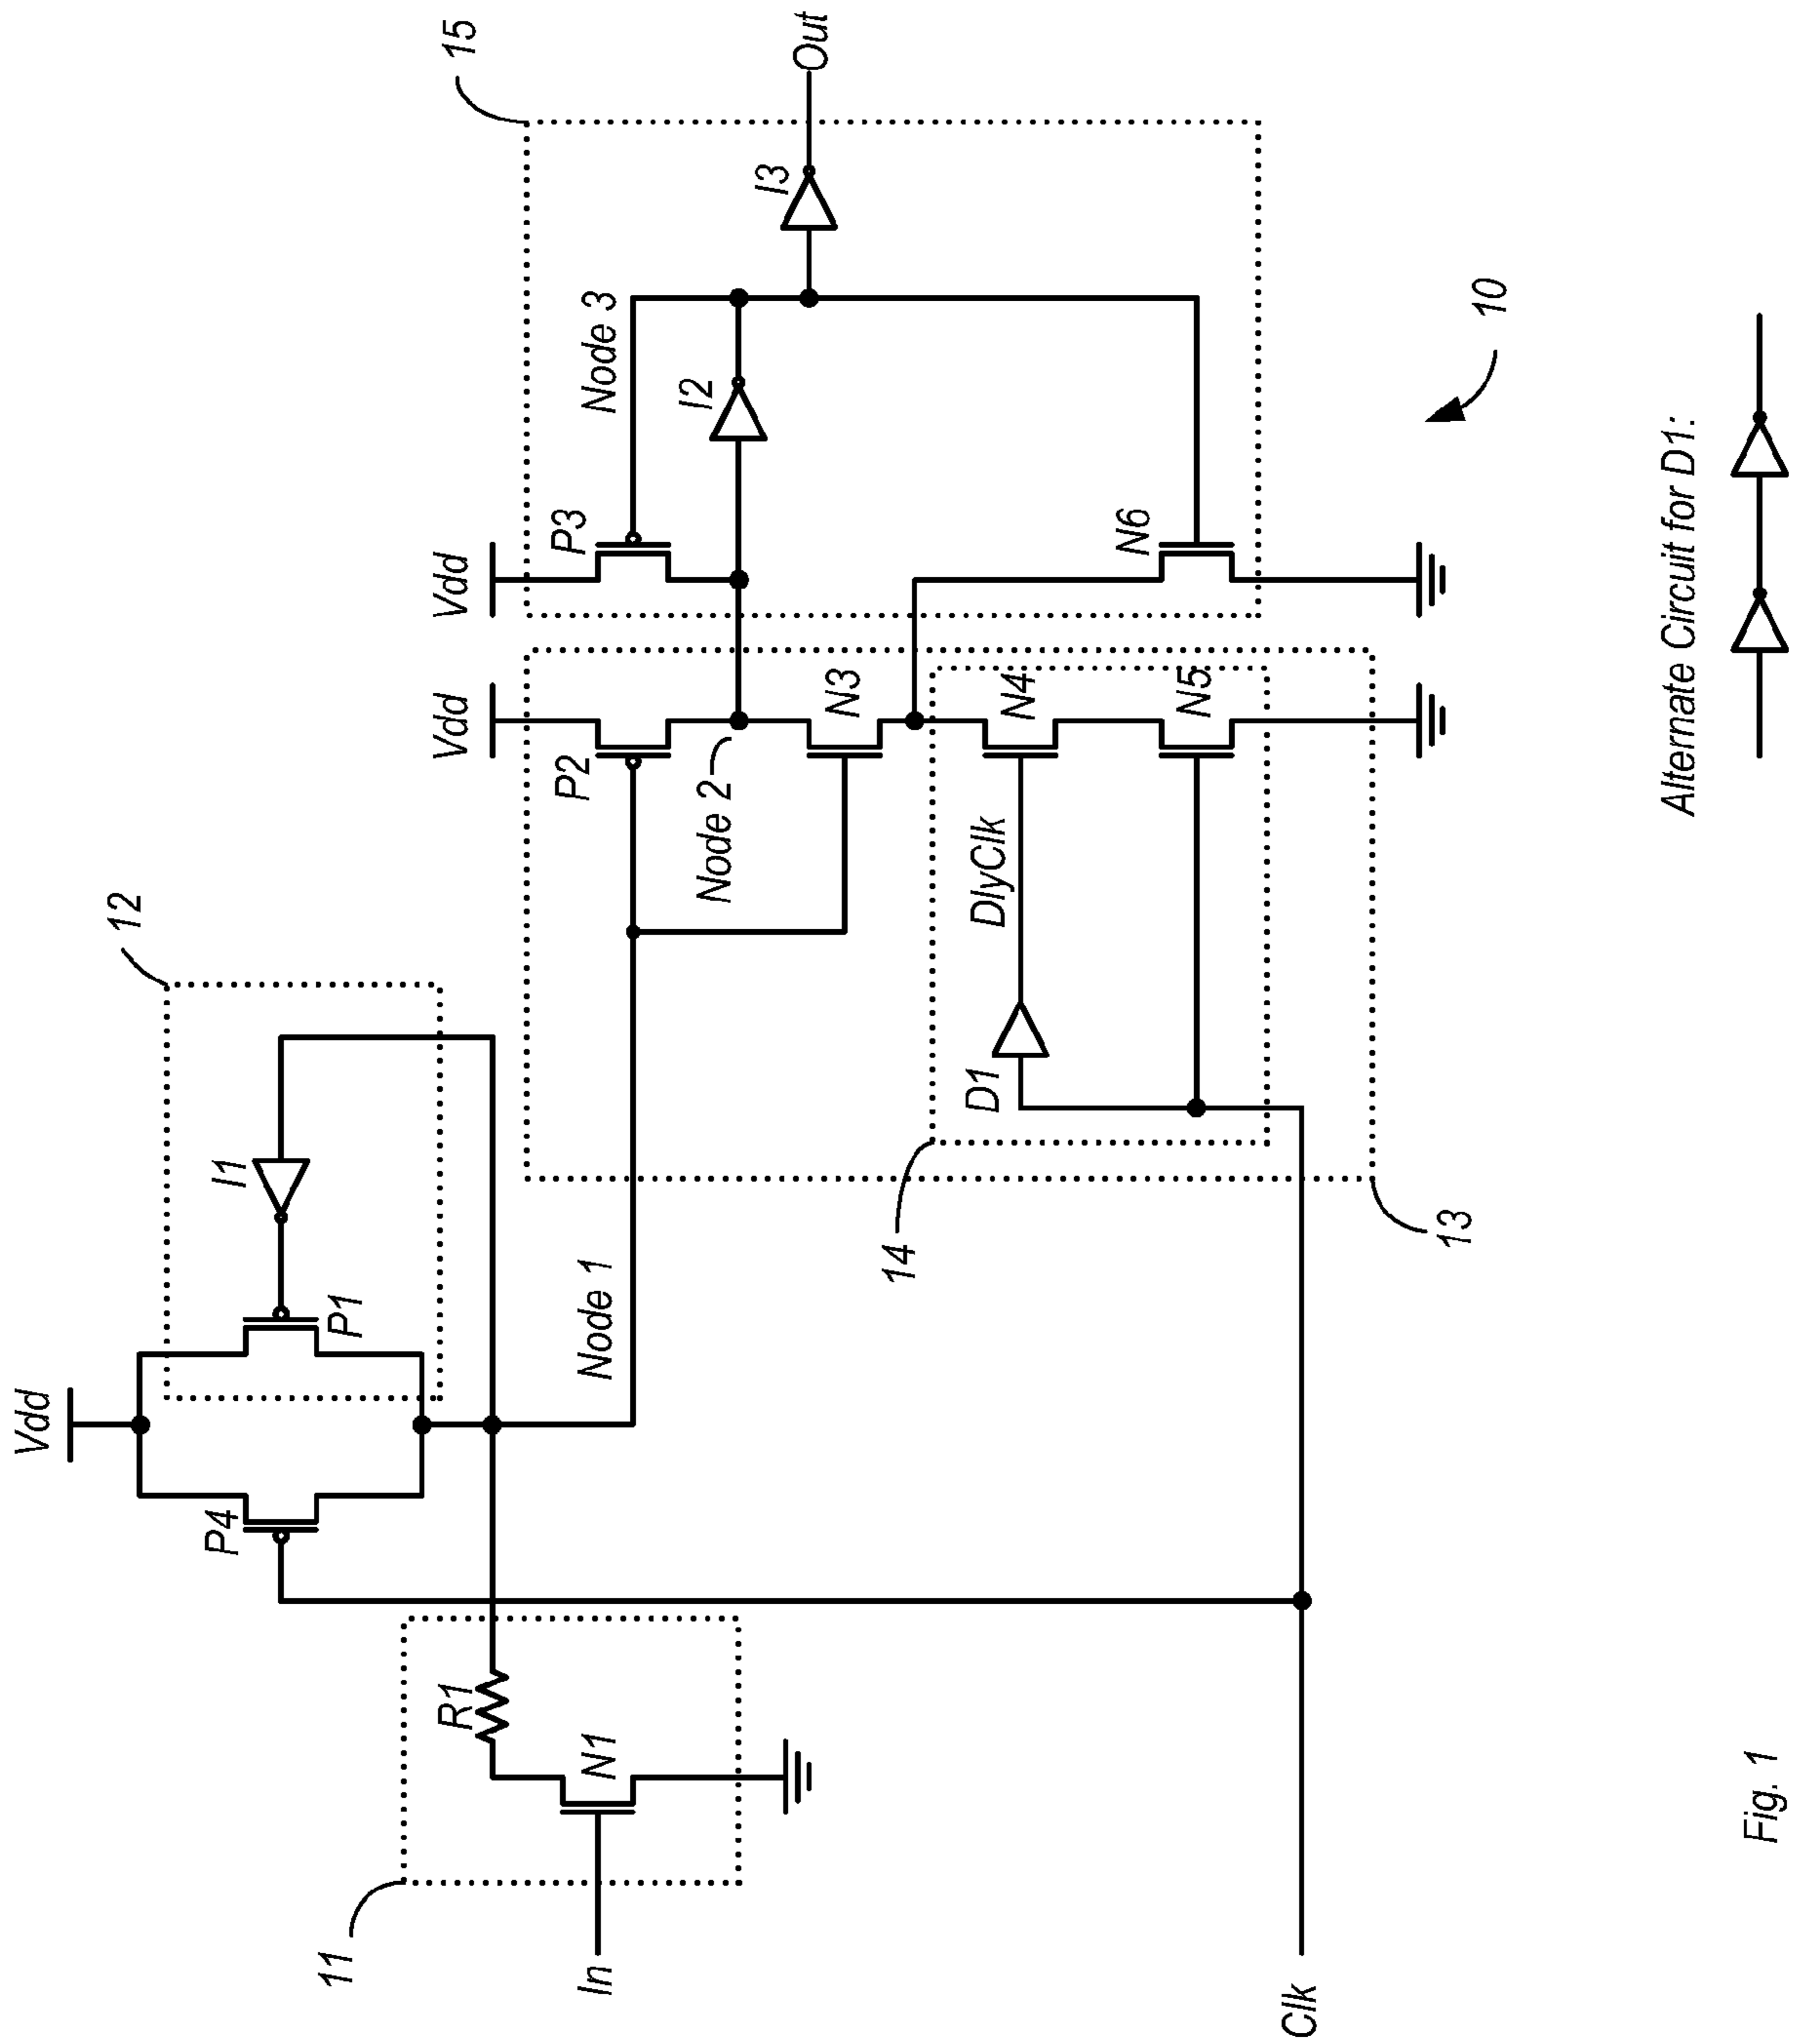 Vdd
P4
P1
I1
12
11
In
R1
N1
Node 1
Clk
Vdd
P2
Node 2
N3
D1
DlyClk
N4
N5
14
13
Vdd
P3
Node 3
I2
N6
I3
Out
15
10
Alternate Circuit for D1:
Fig. 1